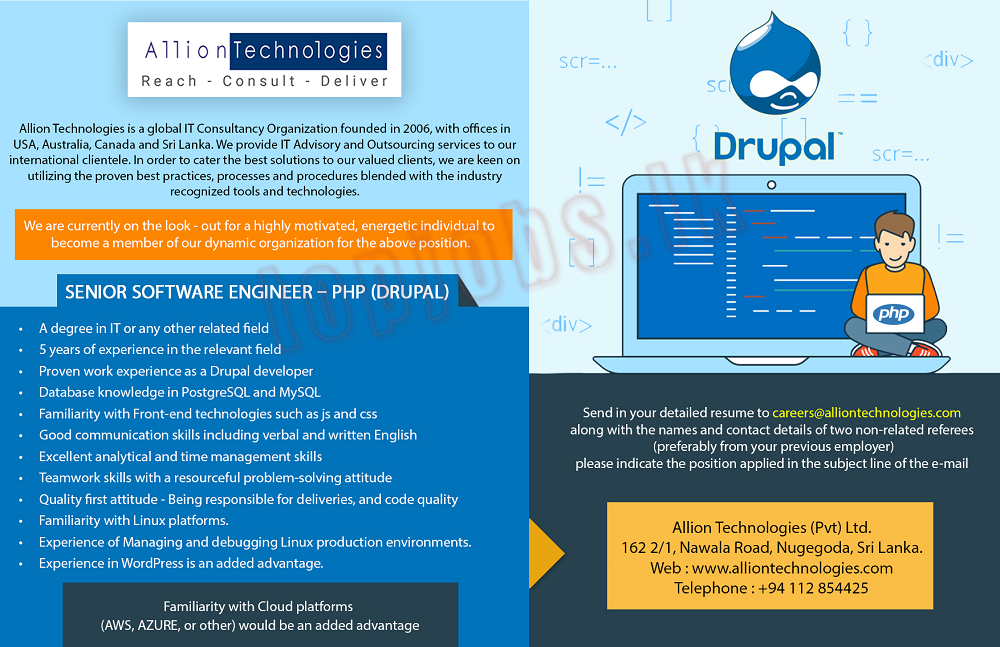 Allion Technologies
Reach - Consult - Deliver
Allion Technologies is a global IT Consultancy Organization founded in 2006, with offices in
USA, Australia, Canada and Sri Lanka. We provide IT Advisory and Outsourcing services to our
international clientele. In order to cater the best solutions to our valued clients, we are keen on
utilizing the proven best practices, processes and procedures blended with the industry
recognized tools and technologies.
We are currently on the look - out for a highly motivated, energetic individual to
become a member of our dynamic organization for the above position.
SENIOR SOFTWARE ENGINEER – PHP (DRUPAL)
• A degree in IT or any other related field
• 5 years of experience in the relevant field
• Proven work experience as a Drupal developer
• Database knowledge in PostgreSQL and MySQL
• Familiarity with Front-end technologies such as js and css
• Good communication skills including verbal and written English
• Excellent analytical and time management skills
• Teamwork skills with a resourceful problem-solving attitude
• Quality first attitude - Being responsible for deliveries, and code quality
• Familiarity with Linux platforms.
• Experience of Managing and debugging Linux production environments.
• Experience in WordPress is an added advantage.
Familiarity with Cloud platforms
(AWS, AZURE, or other) would be an added advantage
topjobs.lk
[ ]
{ }
scr=...
<div>
scr
==
</>
{ }
[ ]
Drupal™
scr=...
!=
!=
[ ]
<div>
php
Send in your detailed resume to careers@alliontechnologies.com
along with the names and contact details of two non-related referees
(preferably from your previous employer)
please indicate the position applied in the subject line of the e-mail
Allion Technologies (Pvt) Ltd.
162 2/1, Nawala Road, Nugegoda, Sri Lanka.
Web : www.alliontechnologies.com
Telephone : +94 112 854425